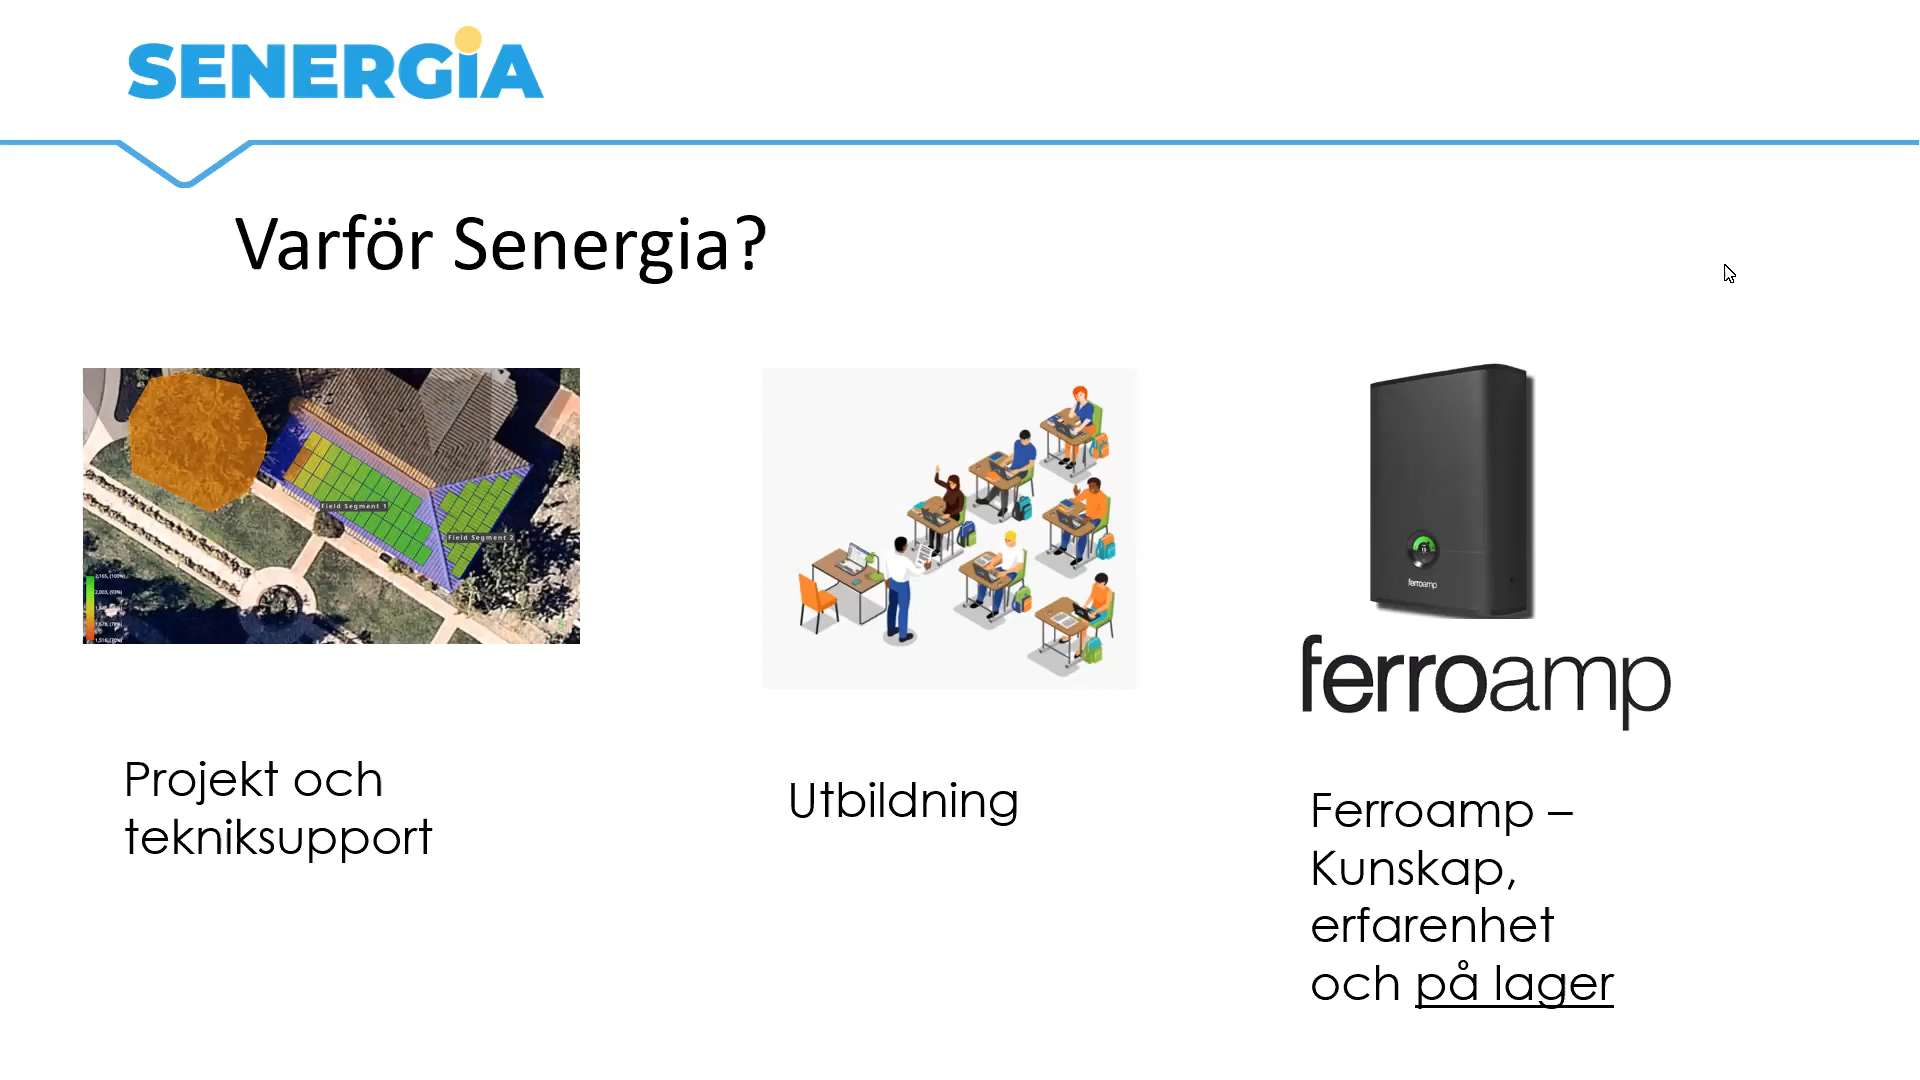 SENERGiA
Varför Senergia?
Field Segment 1
Field Segment 2
ferroamp
ferroamp
Projekt och
tekniksupport
Utbildning
Ferroamp –
Kunskap,
erfarenhet
och på lager